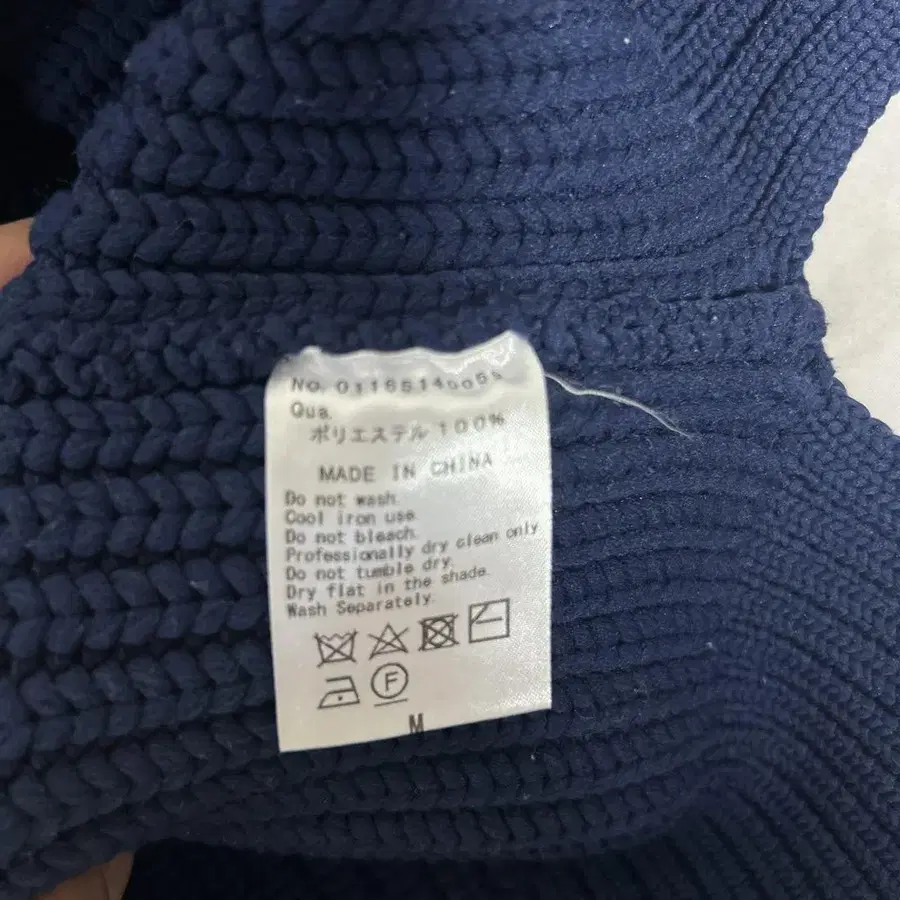 No. 0116514005
Qua.
ポリエステル 100%
MADE IN CHINA
Do not wash.
Cool iron use.
Do not bleach.
Professionally dry clean only
Do not tumble dry.
Dry flat in the shade.
Wash Separately.
F
M